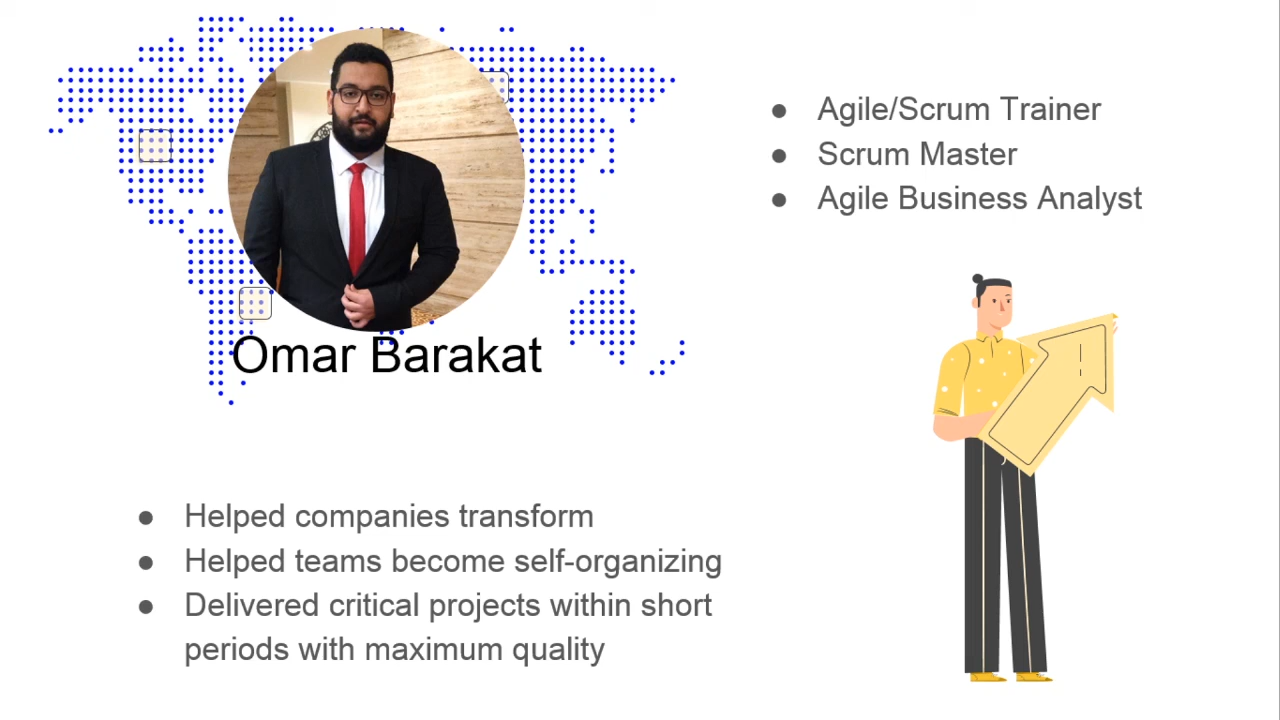 ● Agile/Scrum Trainer
● Scrum Master
● Agile Business Analyst
Omar Barakat
● Helped companies transform
● Helped teams become self-organizing
● Delivered critical projects within short
periods with maximum quality